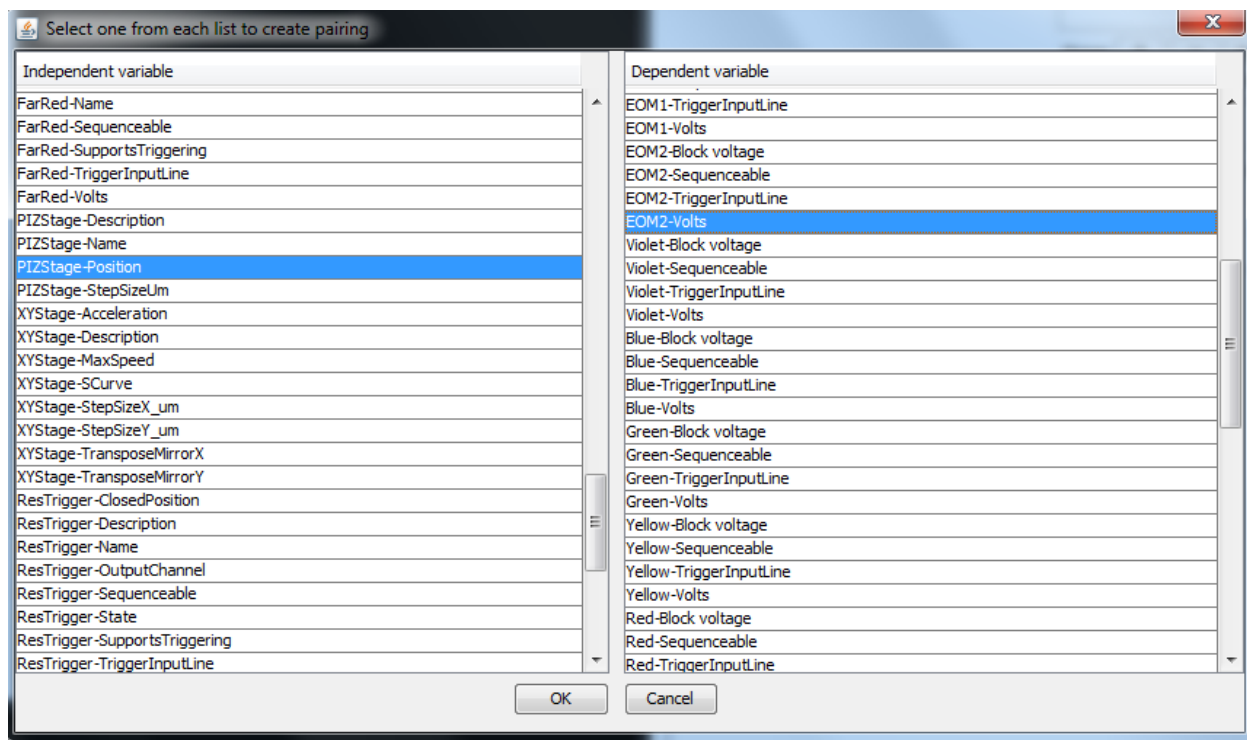 Select one from each list to create pairing
Independent variable
FarRed-Name
FarRed-Sequenceable
FarRed-SupportsTriggering
FarRed-TriggerInputLine
FarRed-Volts
PIZStage-Description
PIZStage-Name
PIZStage-Position
PIZStage-StepSizeUm
XYStage-Acceleration
XYStage-Description
XYStage-MaxSpeed
XYStage-SCurve
XYStage-StepSizeX_um
XYStage-StepSizeY_um
XYStage-TransposeMirrorX
XYStage-TransposeMirrorY
ResTrigger-ClosedPosition
ResTrigger-Description
ResTrigger-Name
ResTrigger-OutputChannel
ResTrigger-Sequenceable
ResTrigger-State
ResTrigger-SupportsTriggering
ResTrigger-TriggerInputLine
Dependent variable
EOM1-TriggerInputLine
EOM1-Volts
EOM2-Block voltage
EOM2-Sequenceable
EOM2-TriggerInputLine
EOM2-Volts
Violet-Block voltage
Violet-Sequenceable
Violet-TriggerInputLine
Violet-Volts
Blue-Block voltage
Blue-Sequenceable
Blue-TriggerInputLine
Blue-Volts
Green-Block voltage
Green-Sequenceable
Green-TriggerInputLine
Green-Volts
Yellow-Block voltage
Yellow-Sequenceable
Yellow-TriggerInputLine
Yellow-Volts
Red-Block voltage
Red-Sequenceable
Red-TriggerInputLine
OK
Cancel